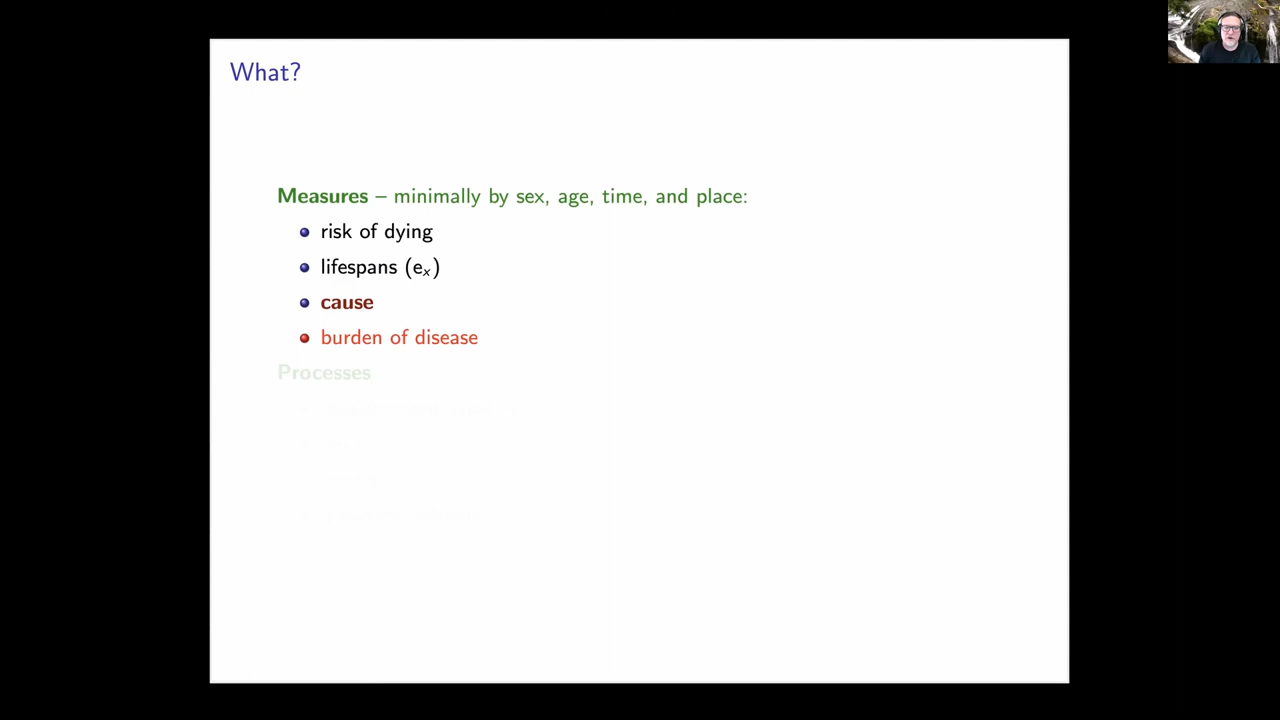 What?
Measures – minimally by sex, age, time, and place:
risk of dying
lifespans (eₓ)
cause
burden of disease
Processes